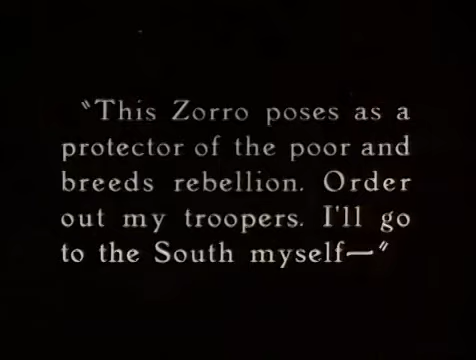 "This Zorro poses as a
protector of the poor and
breeds rebellion. Order
out my troopers. I'll go
to the South myself—"